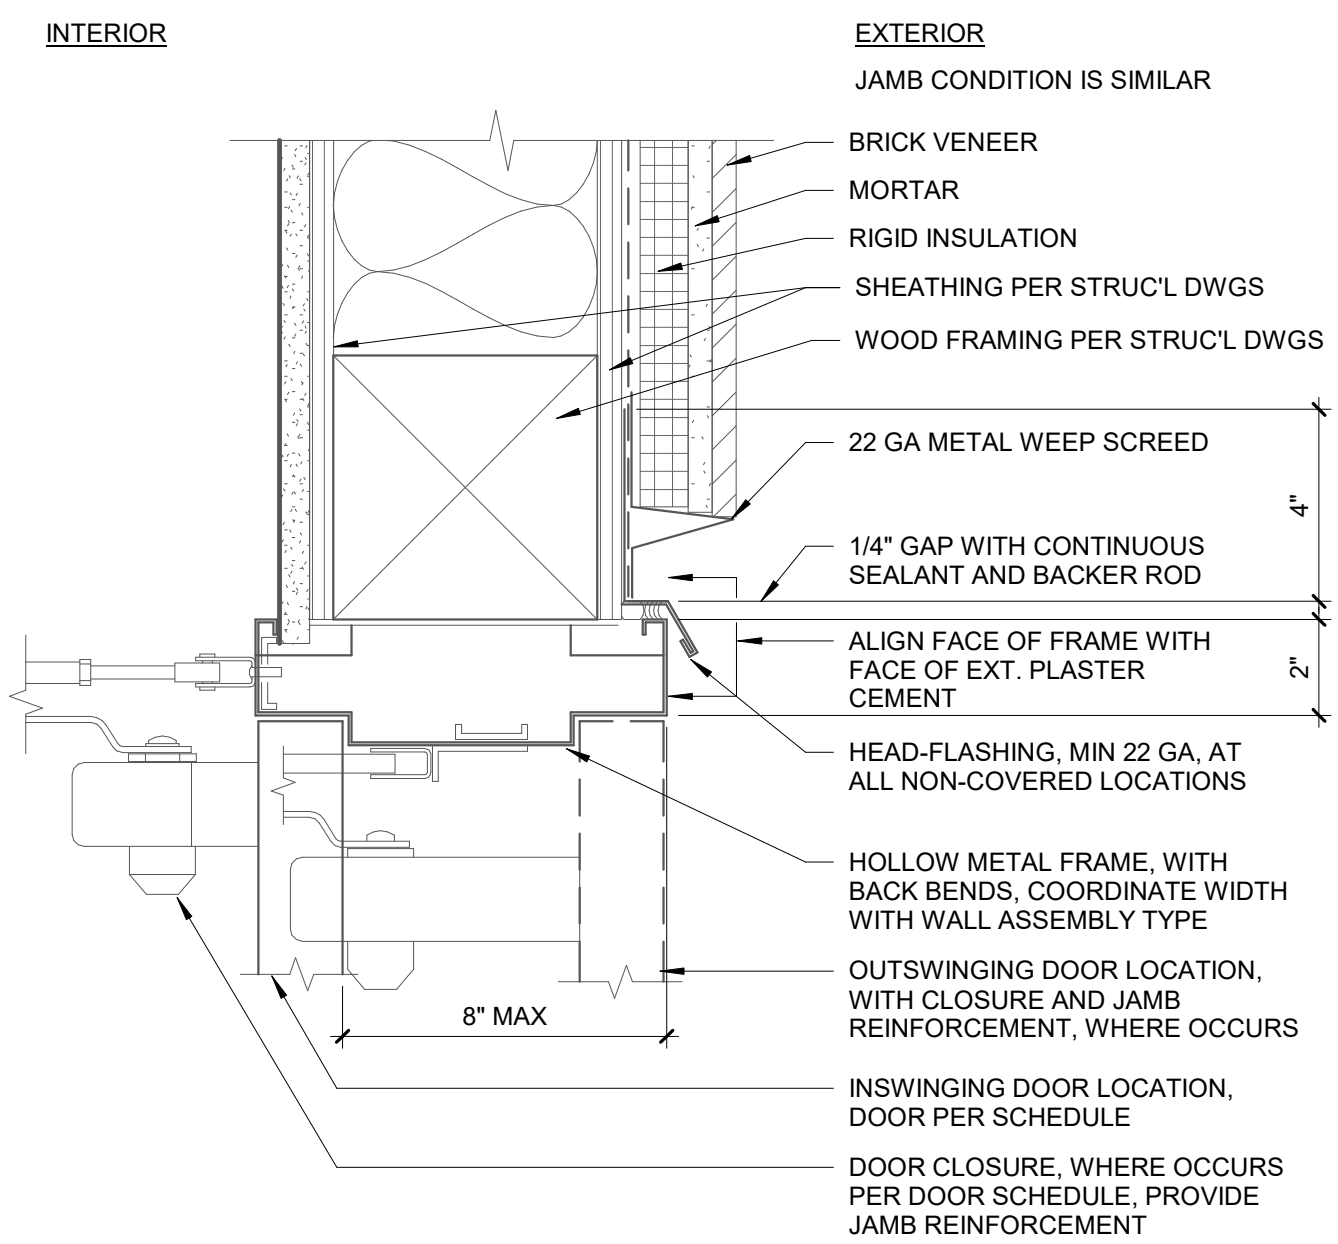 INTERIOR
EXTERIOR
JAMB CONDITION IS SIMILAR
BRICK VENEER
MORTAR
RIGID INSULATION
SHEATHING PER STRUC'L DWGS
WOOD FRAMING PER STRUC'L DWGS
22 GA METAL WEEP SCREED
4"
1/4" GAP WITH CONTINUOUS
SEALANT AND BACKER ROD
ALIGN FACE OF FRAME WITH
FACE OF EXT. PLASTER
CEMENT
2"
HEAD-FLASHING, MIN 22 GA, AT
ALL NON-COVERED LOCATIONS
HOLLOW METAL FRAME, WITH
BACK BENDS, COORDINATE WIDTH
WITH WALL ASSEMBLY TYPE
OUTSWINGING DOOR LOCATION,
WITH CLOSURE AND JAMB
REINFORCEMENT, WHERE OCCURS
8" MAX
INSWINGING DOOR LOCATION,
DOOR PER SCHEDULE
DOOR CLOSURE, WHERE OCCURS
PER DOOR SCHEDULE, PROVIDE
JAMB REINFORCEMENT